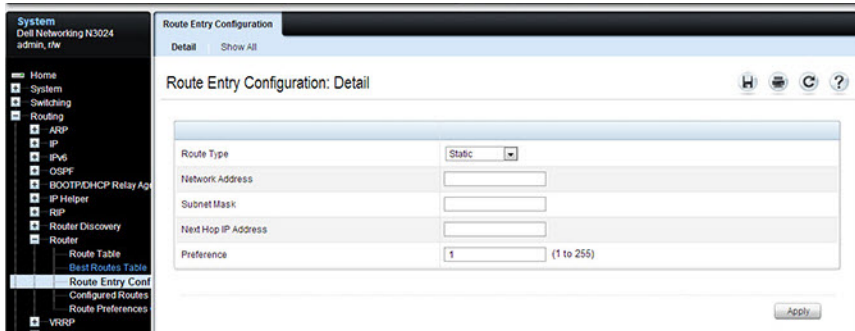 System
Dell Networking N3024
admin, r/w
Home
System
Switching
Routing
ARP
IP
IPv6
OSPF
BOOTP/DHCP Relay Age
IP Helper
RIP
Router Discovery
Router
Route Table
Best Routes Table
Route Entry Conf
Configured Routes
Route Preferences
VRRP
Route Entry Configuration
Detail Show All
Route Entry Configuration: Detail
Route Type Static
Network Address
Subnet Mask
Next Hop IP Address
Preference 1 (1 to 255)
Apply